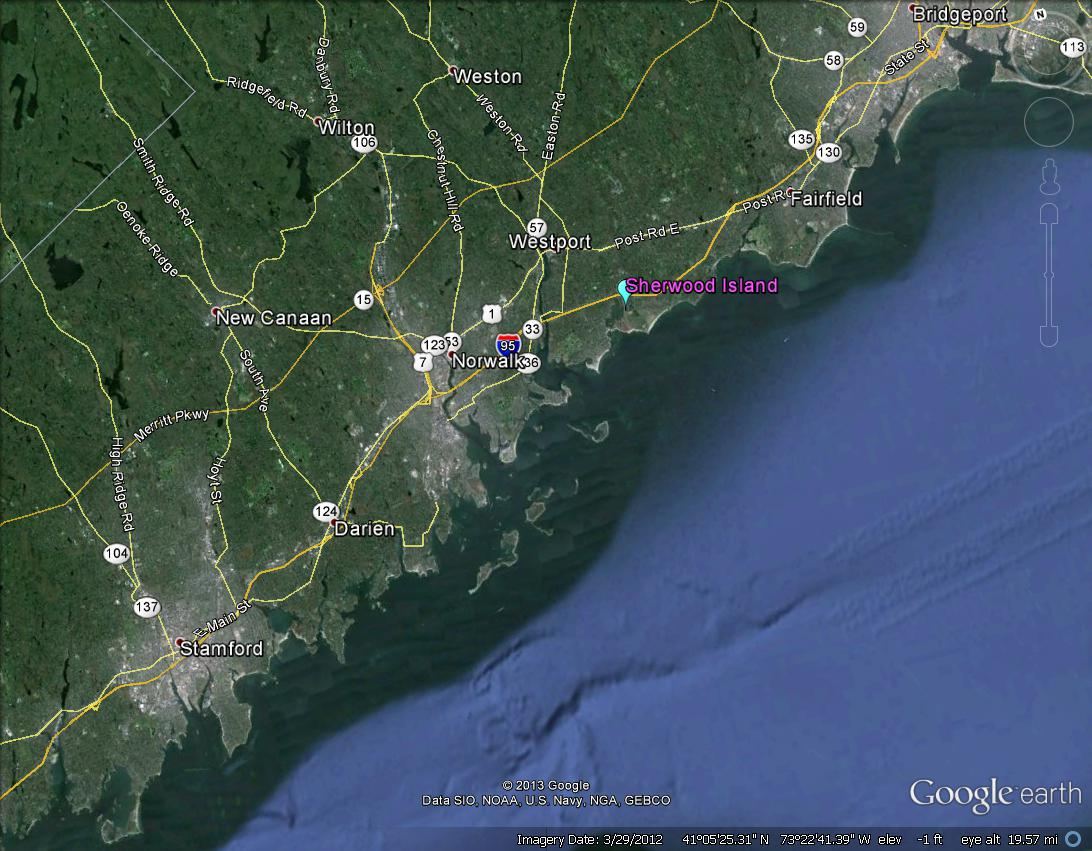 Bridgeport
N
59
113
State St
58
Danbury Rd
Weston
Ridgefield Rd
Weston Rd
Easton Rd
Wilton
106
Chestnut Hill Rd
135
130
Smith Ridge Rd
Post Rd
Fairfield
Oenoke Ridge
57
Westport
Post Rd E
Sherwood Island
15
New Canaan
1
33
123
53
95
7
Norwalk
136
South Ave
Merritt Pkwy
High Ridge Rd
Hoyt St
124
Darien
104
137
E Main St
Stamford
© 2013 Google
Data SIO, NOAA, U.S. Navy, NGA, GEBCO
Google earth
Imagery Date: 3/29/2012 41°05'25.31" N 73°22'41.39" W elev -1 ft eye alt 19.57 mi